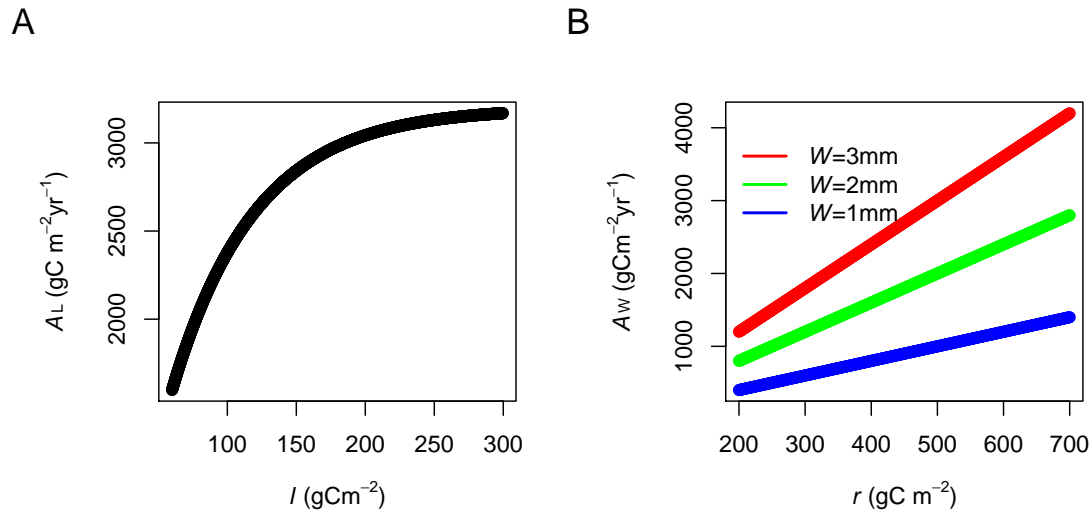 A
3000
2500
2000
AL (gC m−2yr−1)
100 150 200 250 300
l (gCm−2)
B
4000
3000
2000
1000
AW (gCm−2yr−1)
W=3mm
W=2mm
W=1mm
200 300 400 500 600 700
r (gC m−2)